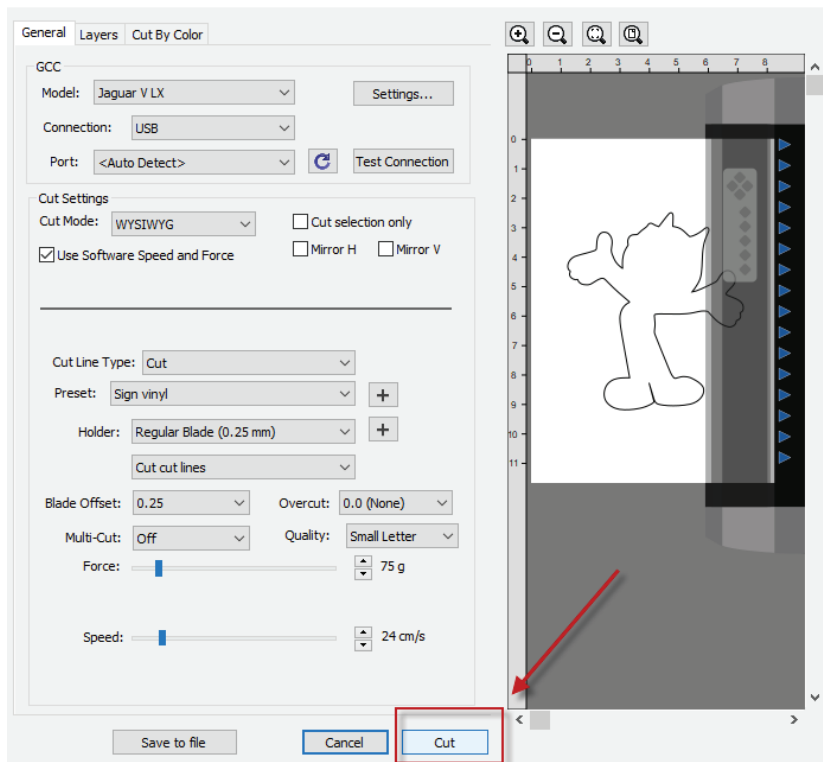 General Layers Cut By Color
GCC
Model: Jaguar V LX Settings...
Connection: USB
Port: <Auto Detect> Test Connection
Cut Settings
Cut Mode: WYSIWYG Cut selection only
Use Software Speed and Force Mirror H Mirror V
Cut Line Type: Cut
Preset: Sign vinyl +
Holder: Regular Blade (0.25 mm) +
Cut cut lines
Blade Offset: 0.25 Overcut: 0.0 (None)
Multi-Cut: Off Quality: Small Letter
Force: 75 g
Speed: 24 cm/s
Save to file Cancel Cut
0 1 2 3 4 5 6 7 8
0
1
2
3
4
5
6
7
8
9
10
11